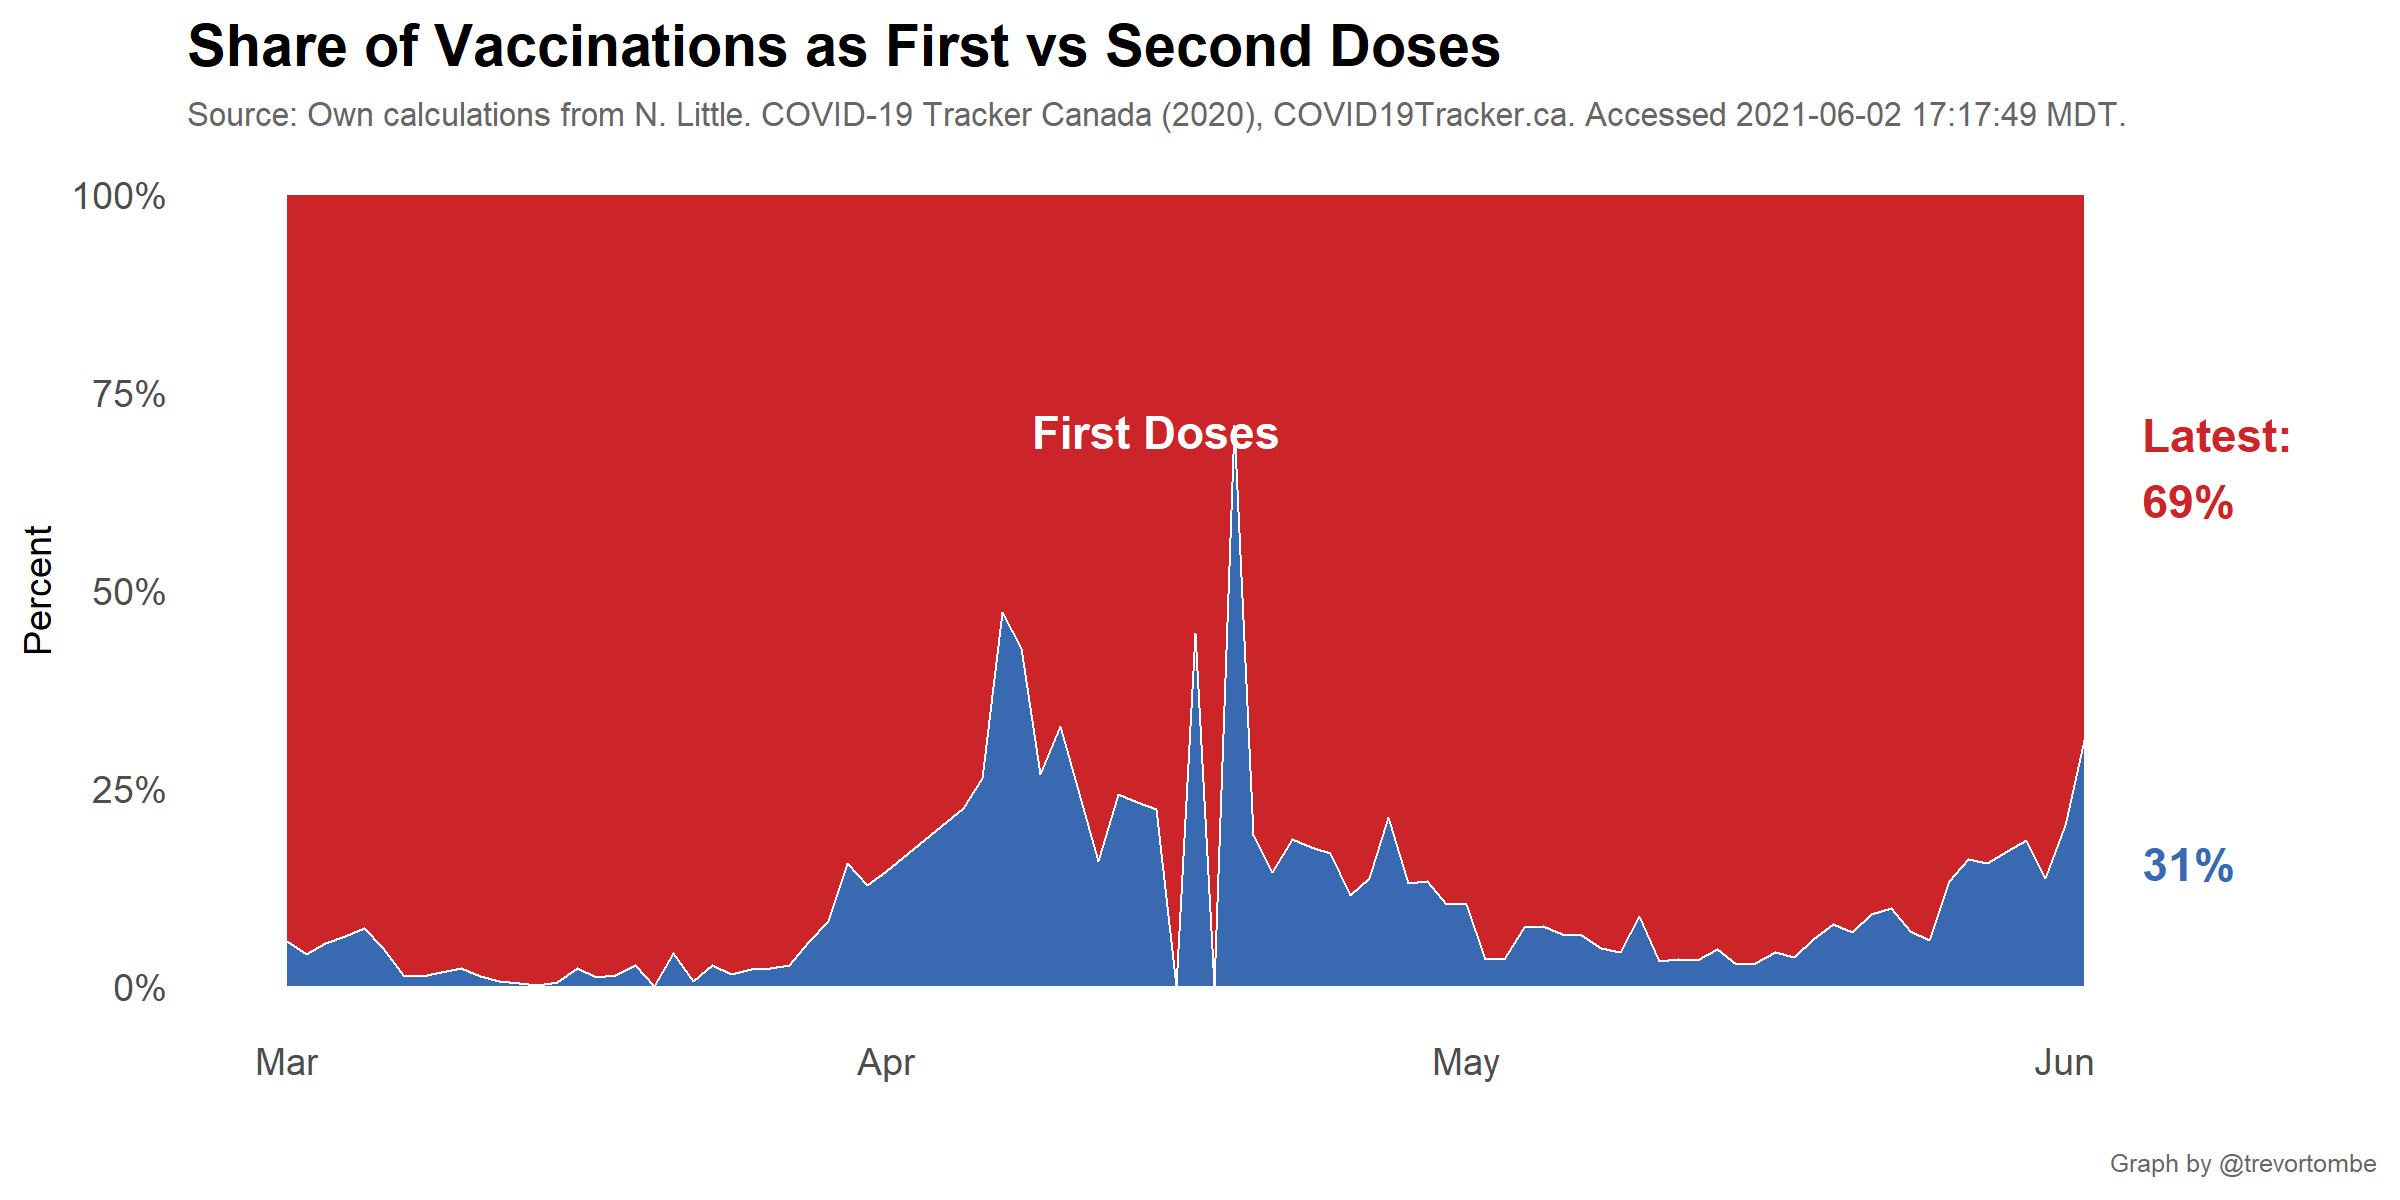 Share of Vaccinations as First vs Second Doses
Source: Own calculations from N. Little. COVID-19 Tracker Canada (2020), COVID19Tracker.ca. Accessed 2021-06-02 17:17:49 MDT.
100%
75%
50%
25%
0%
Percent
First Doses
Latest:
69%
31%
Mar
Apr
May
Jun
Graph by @trevortombe